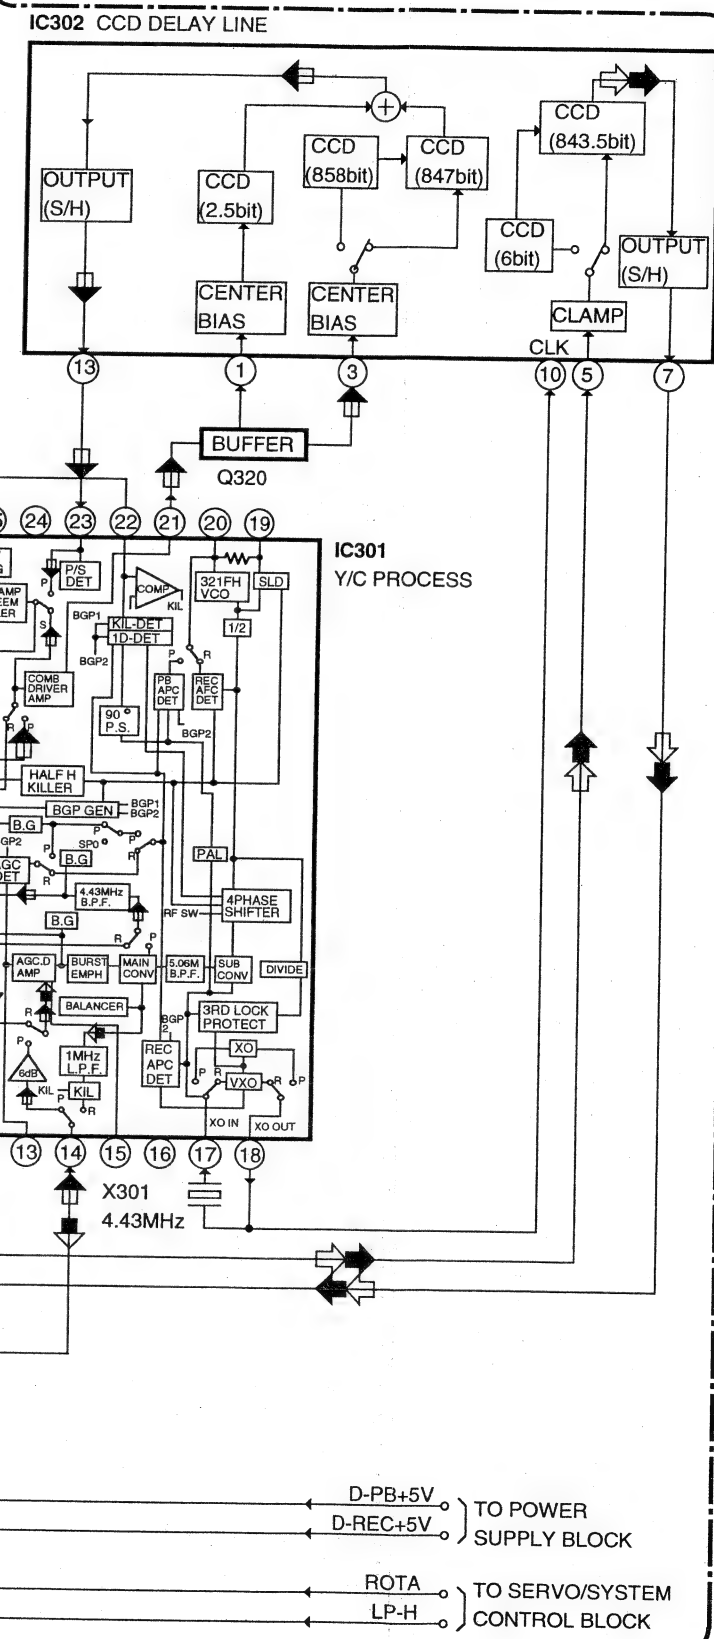 IC302 CCD DELAY LINE
CCD
(843.5bit)
CCD
(858bit)
CCD
(847bit)
OUTPUT
(S/H)
CCD
(2.5bit)
CCD
(6bit)
OUTPUT
(S/H)
CENTER
BIAS
CENTER
BIAS
CLAMP
CLK
13
1
3
10
5
7
BUFFER
Q320
24
23
22
21
20
19
IC301
Y/C PROCESS
P/S
DET
COMP
KIL
321FH
VCO
SLD
P
S
BGP1
KIL-DET
1D-DET
BGP2
1/2
P
R
COMB
DRIVER
AMP
PB
APC
DET
REC
AFC
DET
90°
P.S.
BGP2
R
P
HALF H
KILLER
BGP GEN
BGP1
BGP2
B.G
P
P
SP0
R
P
R
B.G
PAL
4.43MHz
B.P.F.
4PHASE
SHIFTER
RF SW
B.G
R
P
AGC.D
AMP
BURST
EMPH
MAIN
CONV
5.06M
B.P.F.
SUB
CONV
DIVIDE
BALANCER
3RD LOCK
PROTECT
BGP
2
R
P
1MHz
L.P.F.
REC
APC
DET
XO
6dB
KIL
KIL
P
R
P
R
VXO
R
P
XO IN
XO OUT
13
14
15
16
17
18
X301
4.43MHz
D-PB+5V
D-REC+5V
TO POWER
SUPPLY BLOCK
ROTA
LP-H
TO SERVO/SYSTEM
CONTROL BLOCK